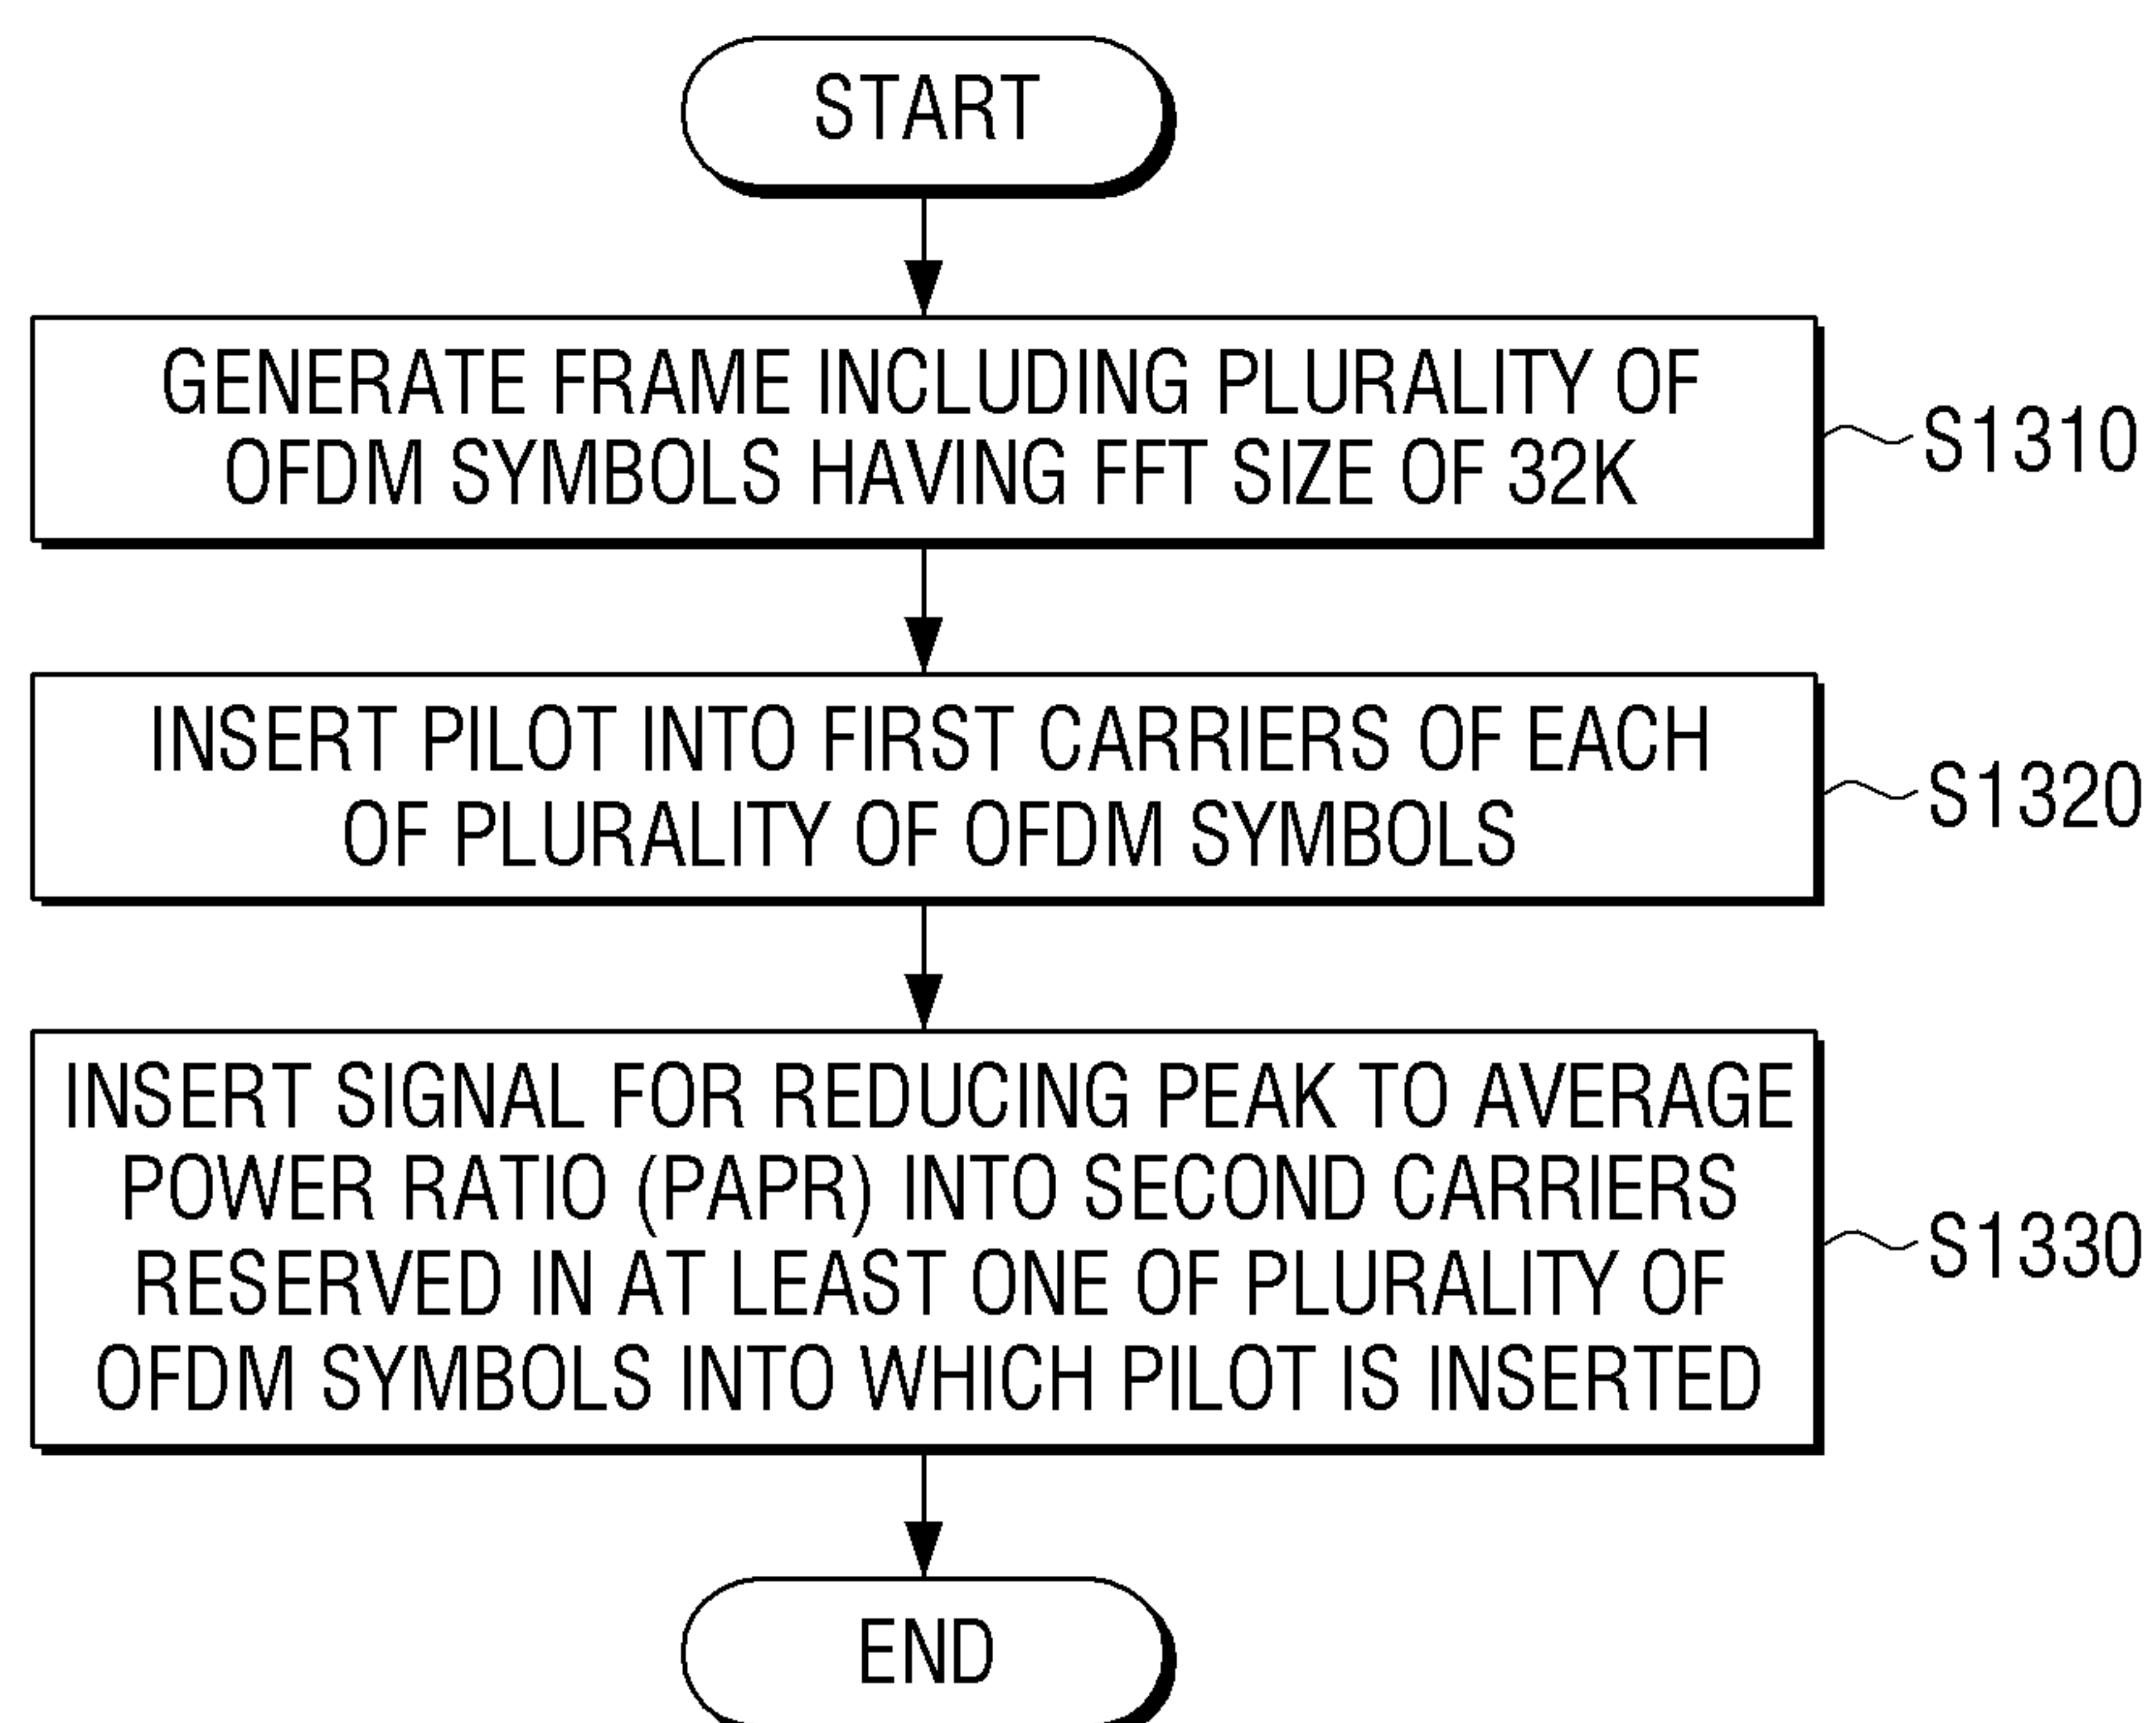 START
GENERATE FRAME INCLUDING PLURALITY OF
OFDM SYMBOLS HAVING FFT SIZE OF 32K
S1310
INSERT PILOT INTO FIRST CARRIERS OF EACH
OF PLURALITY OF OFDM SYMBOLS
S1320
INSERT SIGNAL FOR REDUCING PEAK TO AVERAGE
POWER RATIO (PAPR) INTO SECOND CARRIERS
RESERVED IN AT LEAST ONE OF PLURALITY OF
OFDM SYMBOLS INTO WHICH PILOT IS INSERTED
S1330
END